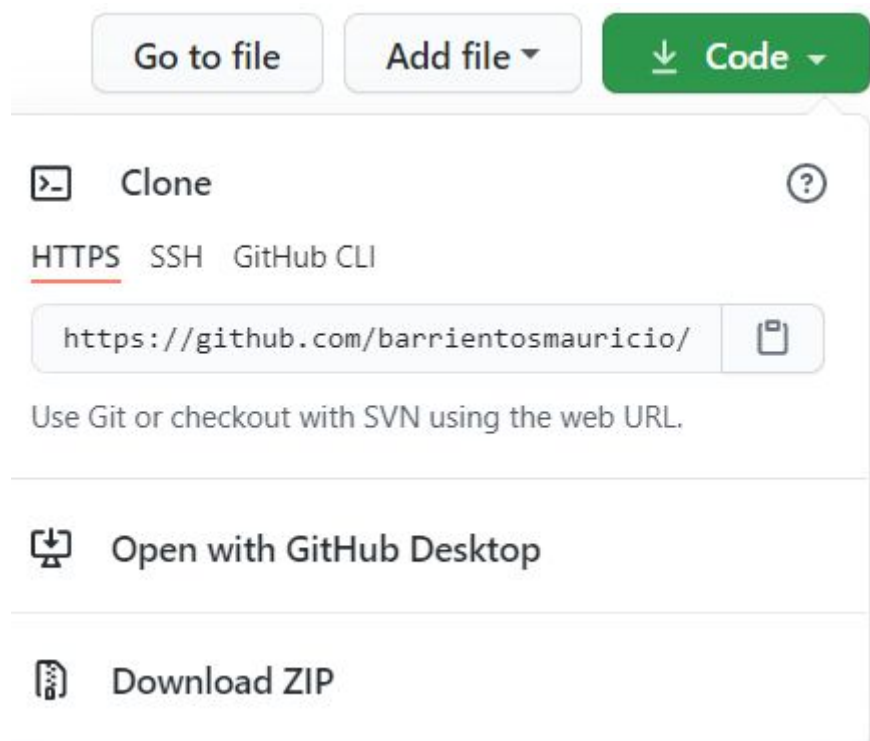 Go to file Add file Code
Clone
HTTPS SSH GitHub CLI
https://github.com/barrientosmauricio/
Use Git or checkout with SVN using the web URL.
Open with GitHub Desktop
Download ZIP